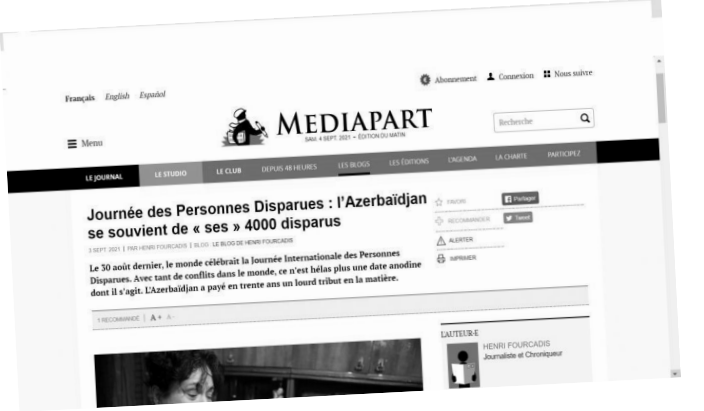 Français English Español
Abonnement Connexion Nous suivre
MEDIAPART
SAM. 4 SEPT. 2021 • ÉDITION DU MATIN
Recherche
Menu
LE JOURNAL LE STUDIO LE CLUB DEPUIS 48 HEURES LES BLOGS LES ÉDITIONS L'AGENDA LA CHARTE PARTICIPEZ
Journée des Personnes Disparues : l’Azerbaïdjan
se souvient de « ses » 4000 disparus
3 SEPT. 2021 | PAR HENRI FOURCADIS | BLOG : LE BLOG DE HENRI FOURCADIS
Le 30 août dernier, le monde célébrait la Journée Internationale des Personnes
Disparues. Avec tant de conflits dans le monde, ce n'est hélas plus une date anodine
dont il s'agit. L'Azerbaïdjan a payé en trente ans un lourd tribut en la matière.
1 RECOMMANDÉ | A+ A-
FAVORI Partager
RECOMMANDER Tweet
ALERTER
IMPRIMER
L'AUTEUR·E
HENRI FOURCADIS
Journaliste et Chroniqueur